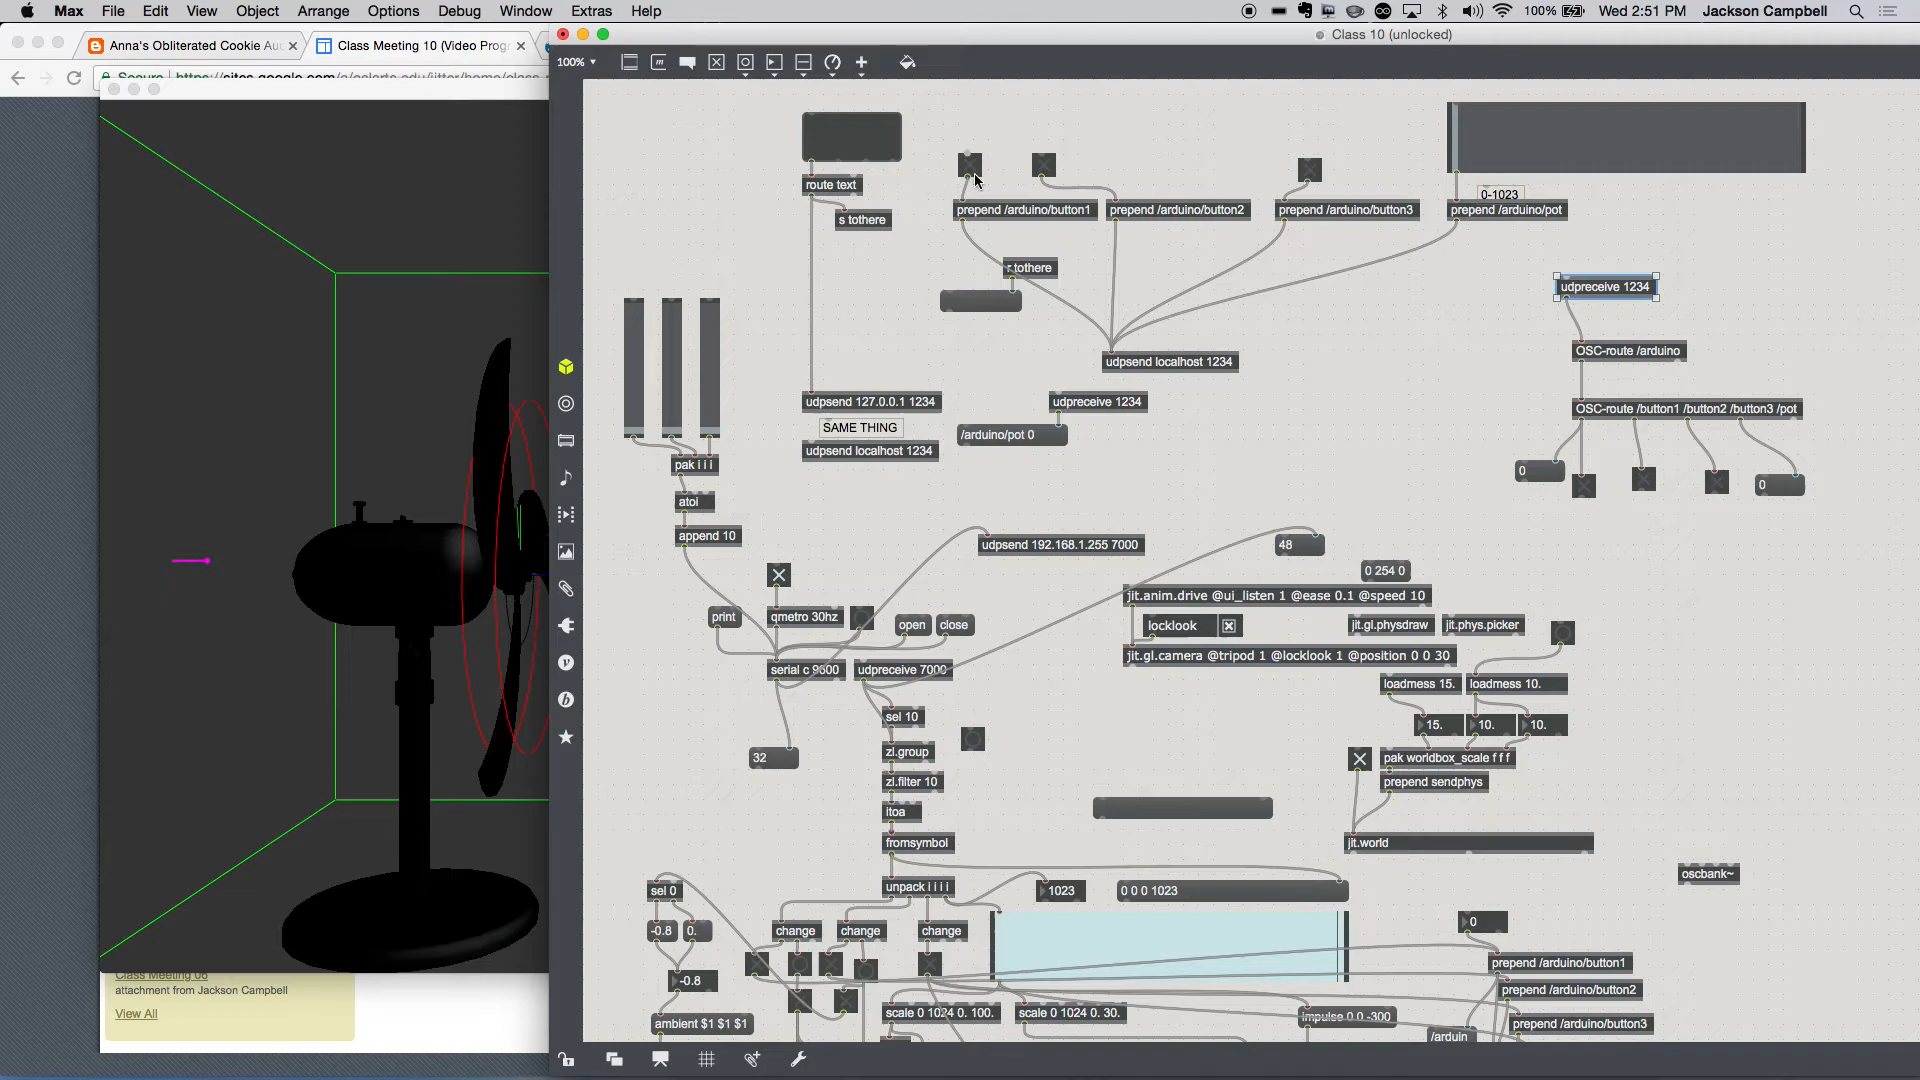 Max File Edit View Object Arrange Options Debug Window Extras Help
100% Wed 2:51 PM Jackson Campbell
Anna's Obliterated Cookie Au
Class Meeting 10 (Video Prog
Class 10 (unlocked)
100%
Secure
route text
s tothere
prepend /arduino/button1
prepend /arduino/button2
prepend /arduino/button3
0-1023
prepend /arduino/pot
r tothere
udpreceive 1234
OSC-route /arduino
udpsend localhost 1234
udpsend 127.0.0.1 1234
udpreceive 1234
OSC-route /button1 /button2 /button3 /pot
SAME THING
/arduino/pot 0
udpsend localhost 1234
pak i i i
0
0
atoi
append 10
udpsend 192.168.1.255 7000
48
0 254 0
jit.anim.drive @ui_listen 1 @ease 0.1 @speed 10
print
qmetro 30hz
open
close
locklook
jit.gl.physdraw
jit.phys.picker
jit.gl.camera @tripod 1 @locklook 1 @position 0 0 30
serial c 9600
udpreceive 7000
loadmess 15.
loadmess 10.
sel 10
15.
10.
10.
zl.group
32
pak worldbox_scale f f f
zl.filter 10
prepend sendphys
itoa
fromsymbol
jit.world
oscbank~
unpack i i i i
1023
0 0 0 1023
sel 0
-0.8
0.
change
change
change
0
prepend /arduino/button1
-0.8
prepend /arduino/button2
Class Meeting 06
attachment from Jackson Campbell
View All
ambient $1 $1 $1
scale 0 1024 0. 100.
scale 0 1024 0. 30.
impulse 0 0 -300
prepend /arduino/button3
/arduin